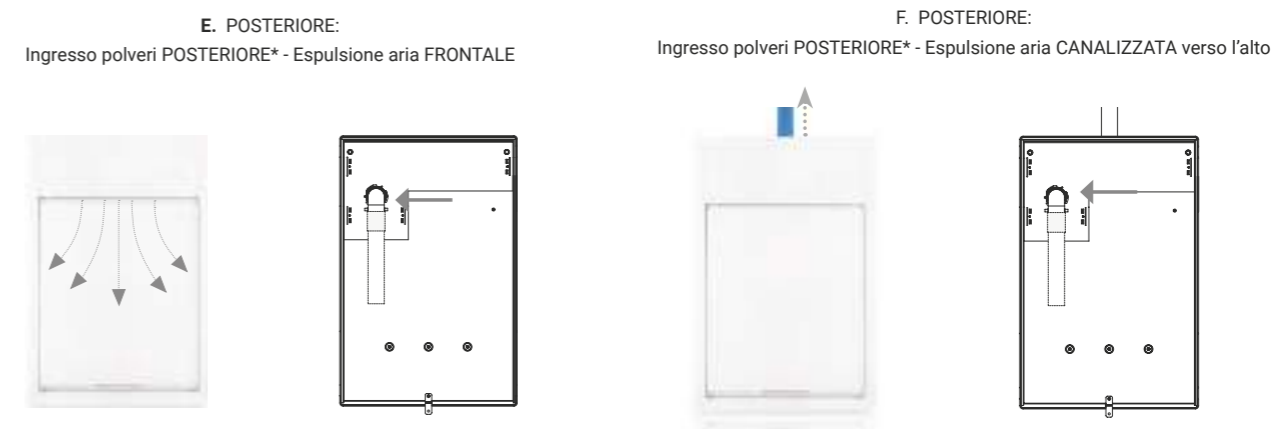 E. POSTERIORE:
Ingresso polveri POSTERIORE* - Espulsione aria FRONTALE
F. POSTERIORE:
Ingresso polveri POSTERIORE* - Espulsione aria CANALIZZATA verso l'alto